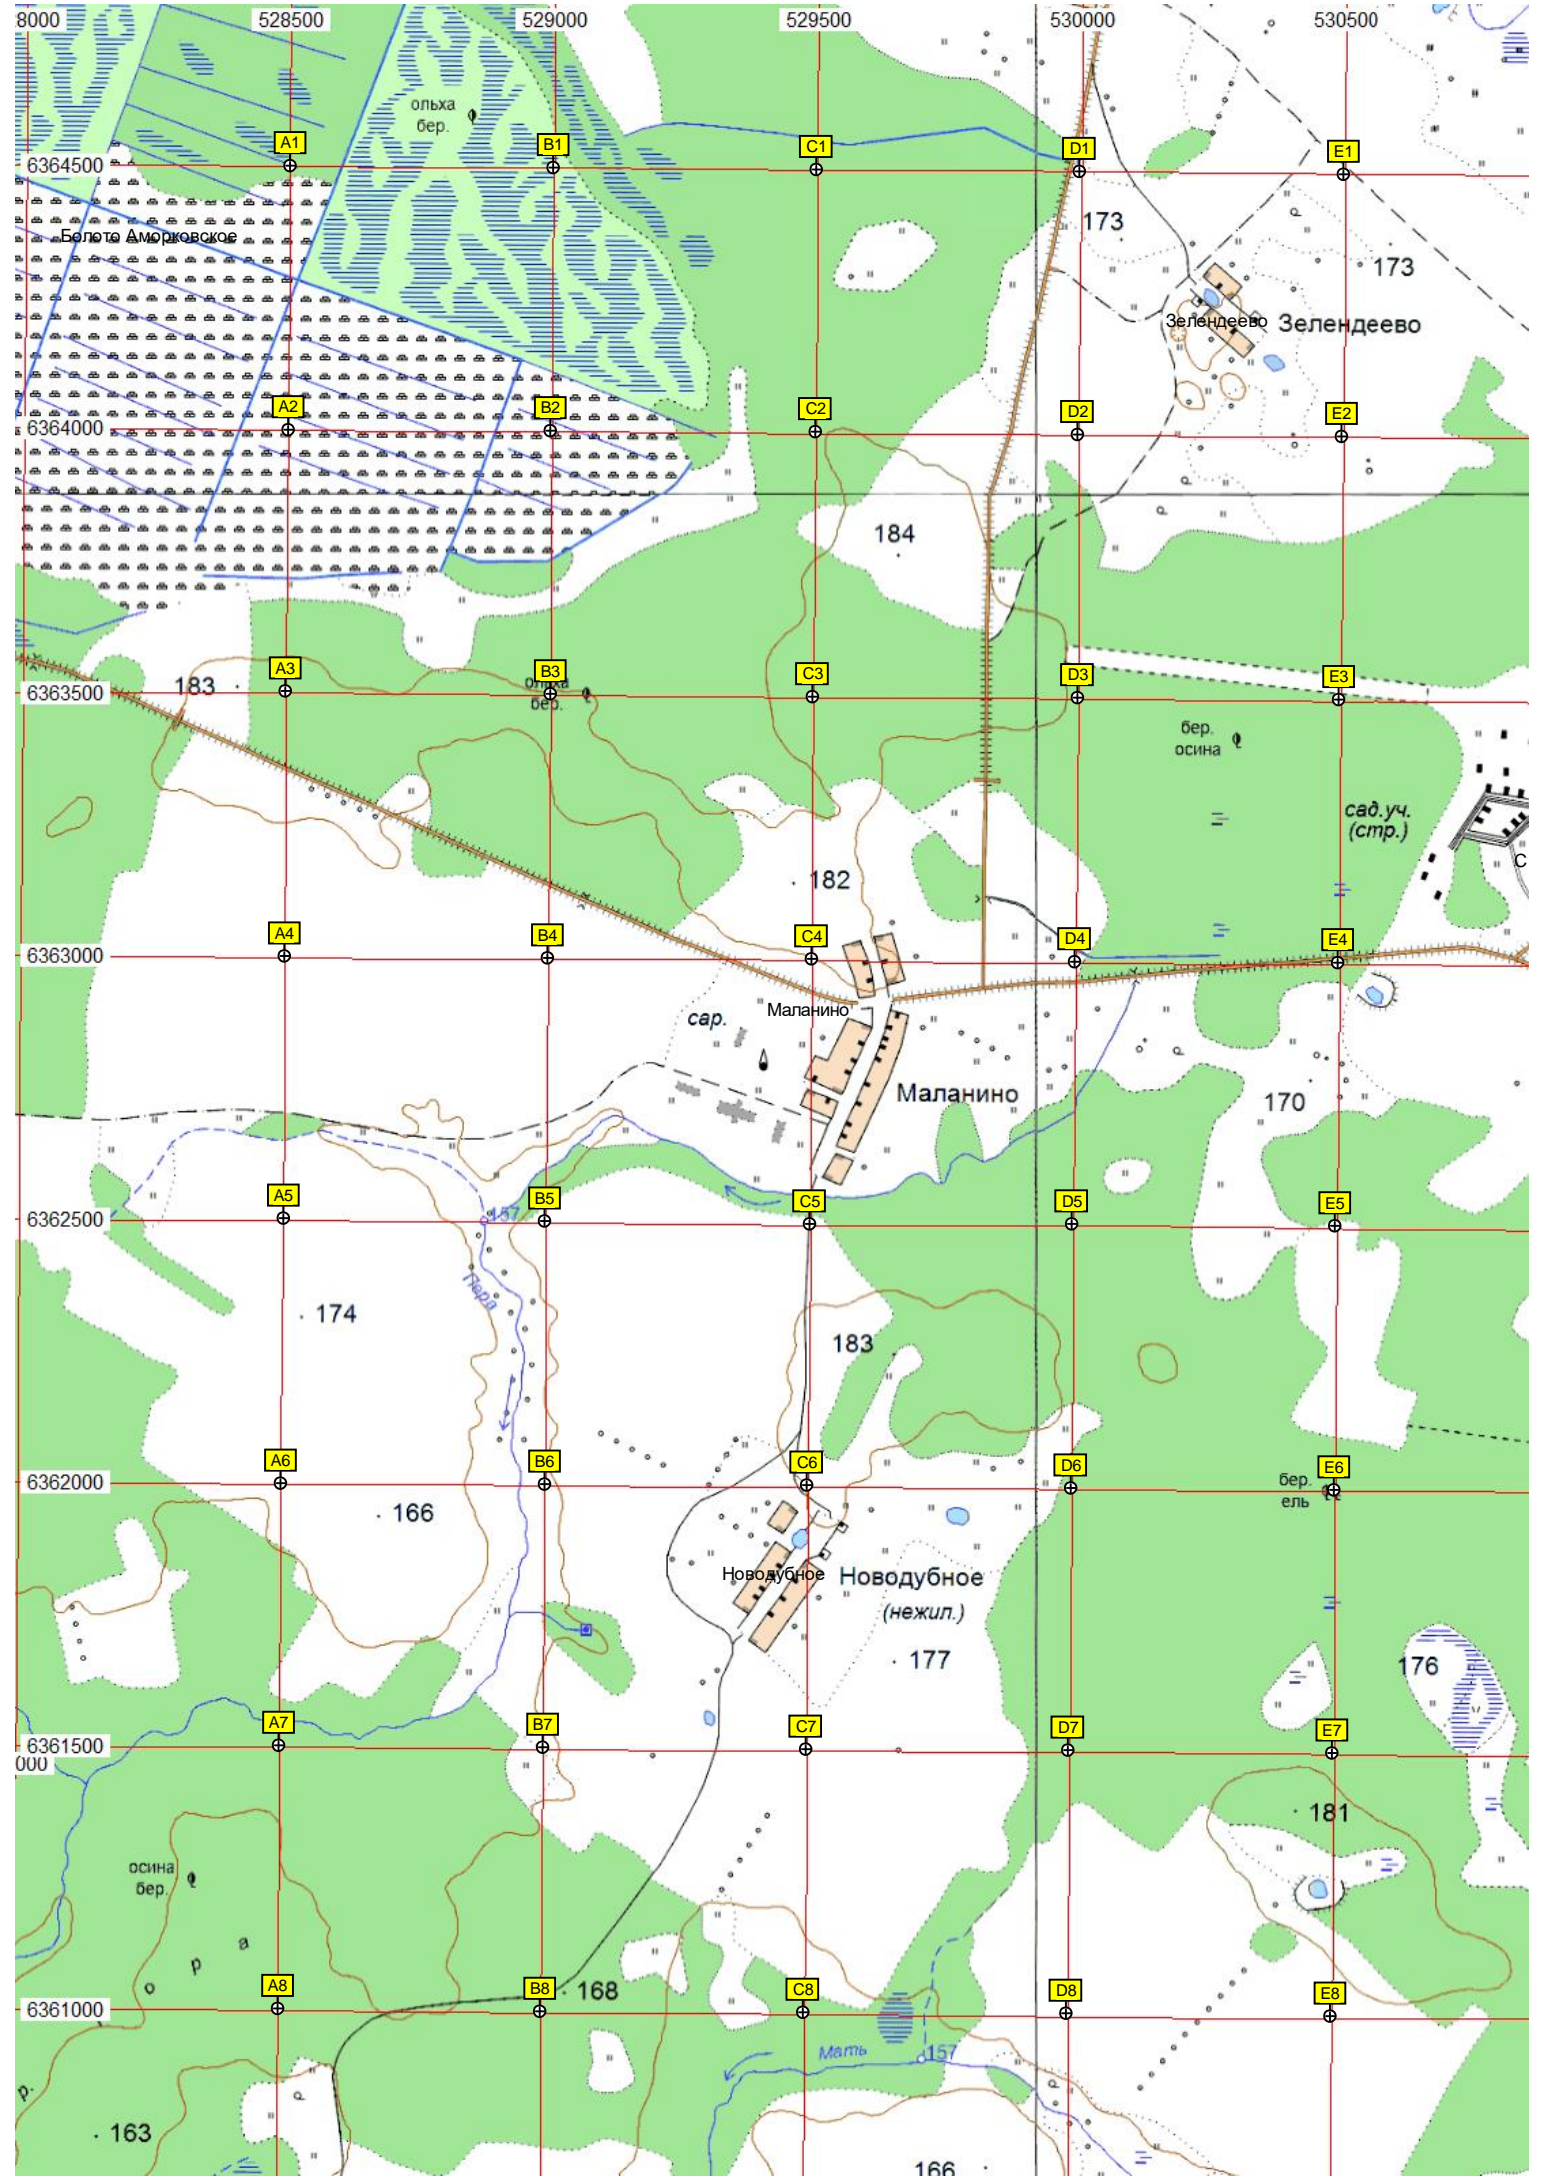 8000 528500 529000 529500 530000 530500
ольха
бер.
A1 B1 C1 D1 E1
6364500
173
Болото Аморковское
173
Зелендеево Зелендеево
A2 B2 C2 D2 E2
6364000
184
A3 B3 C3 D3 E3
6363500
183
ольха
бер.
бер.
осина
сад.уч.
(стр.)
С
182
A4 B4 C4 D4 E4
6363000
Маланино
сар.
Маланино
170
A5 B5 C5 D5 E5
6362500
157
Пера
174
183
A6 B6 C6 D6 E6
6362000
бер.
ель
166
Новодубное Новодубное
(нежил.)
177
176
A7 B7 C7 D7 E7
6361500
000
181
осина
бер.
о р а
A8 B8 C8 D8 E8
168
6361000
Мать 157
р.
163
166